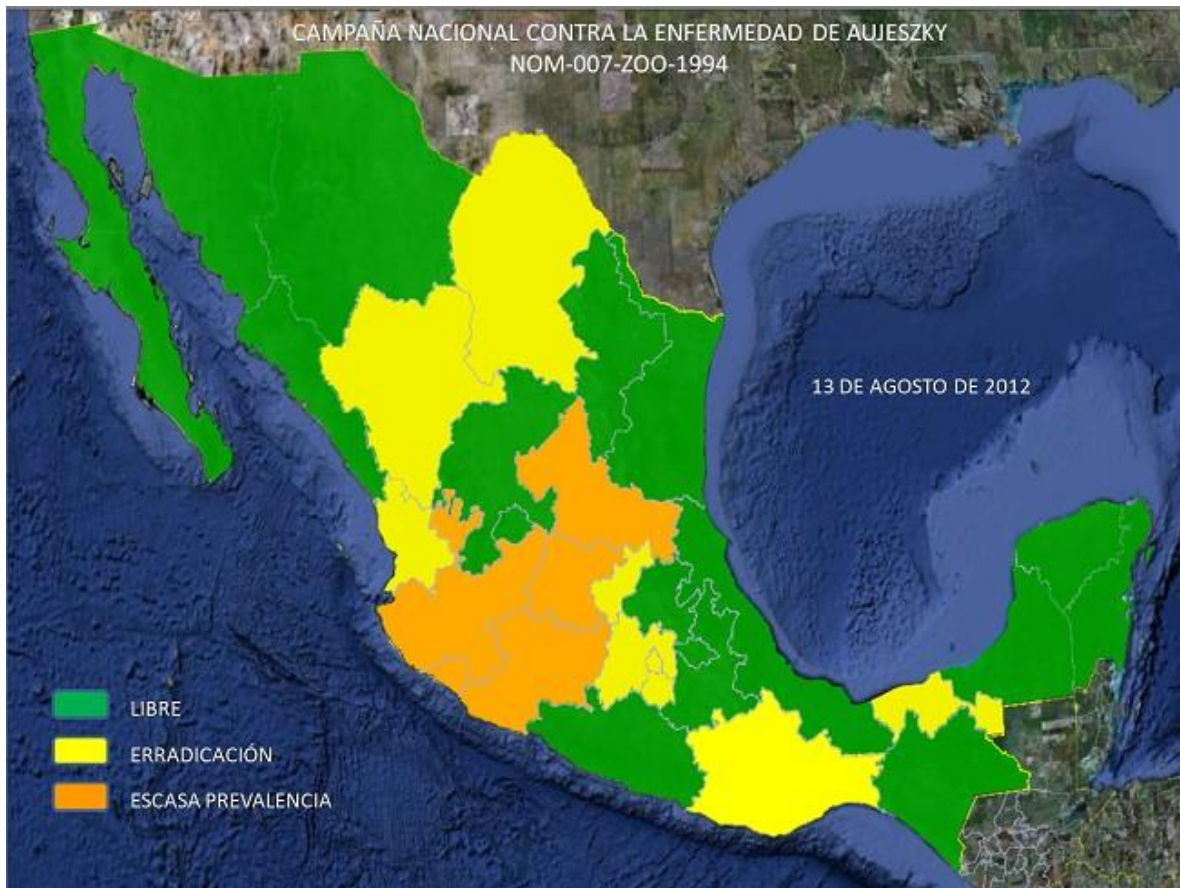 CAMPAÑA NACIONAL CONTRA LA ENFERMEDAD DE AUJESZKY
NOM-007-ZOO-1994
13 DE AGOSTO DE 2012
LIBRE
ERRADICACIÓN
ESCASA PREVALENCIA